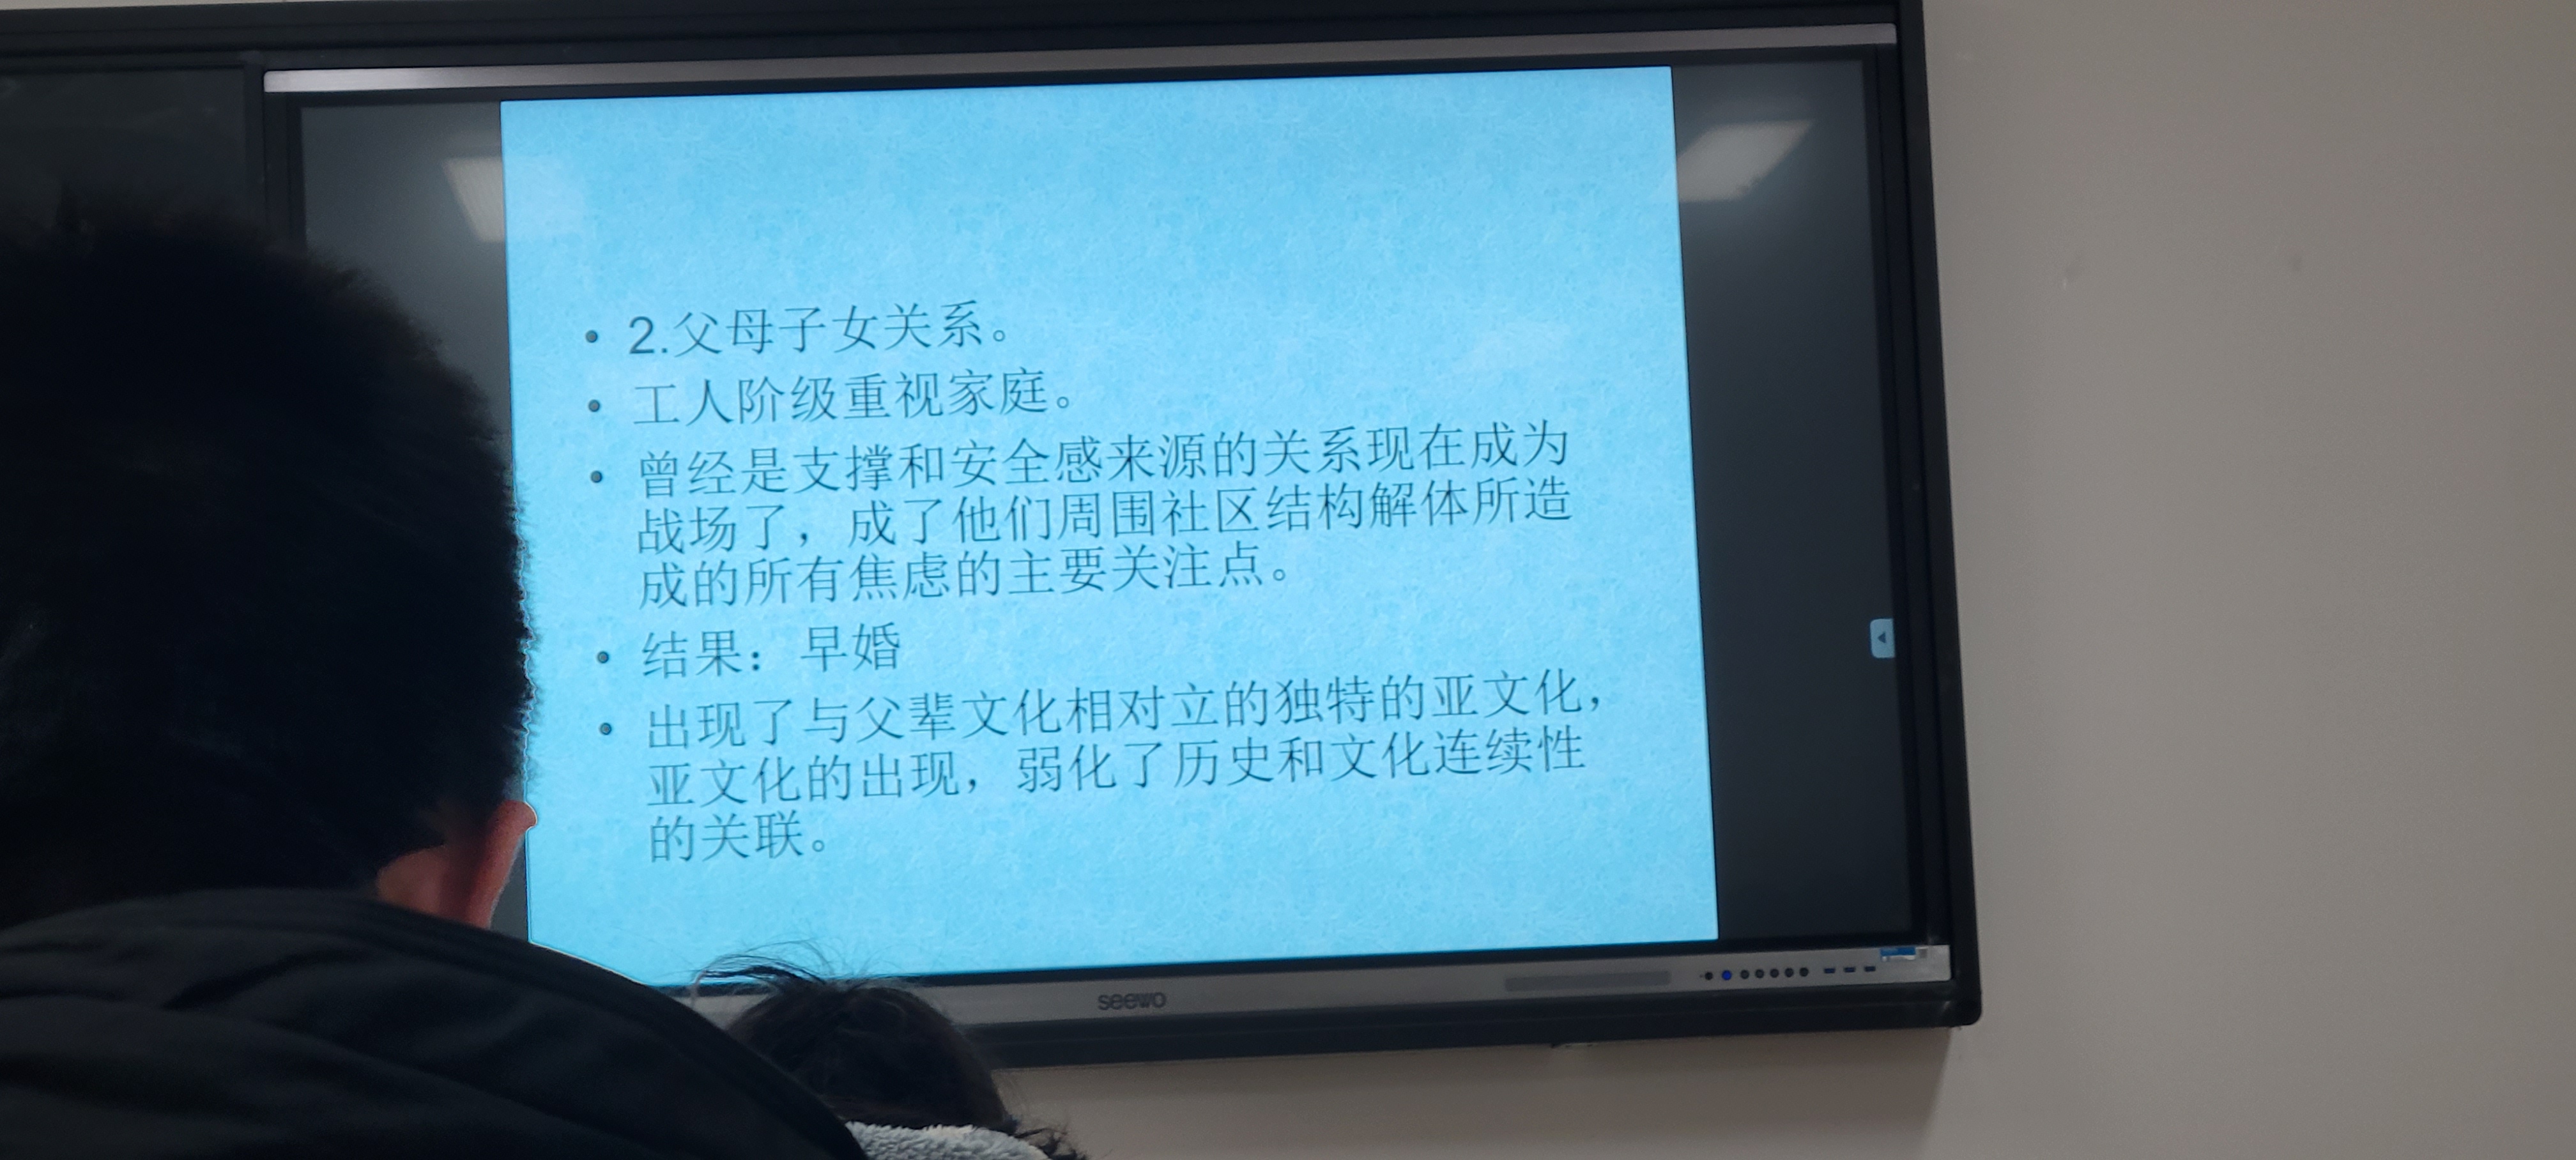 • 2.父母子女关系。
• 工人阶级重视家庭。
• 曾经是支撑和安全感来源的关系现在成为
战场了，成了他们周围社区结构解体所造
成的所有焦虑的主要关注点。
• 结果：早婚
• 出现了与父辈文化相对立的独特的亚文化，
亚文化的出现，弱化了历史和文化连续性
的关联。
seewo